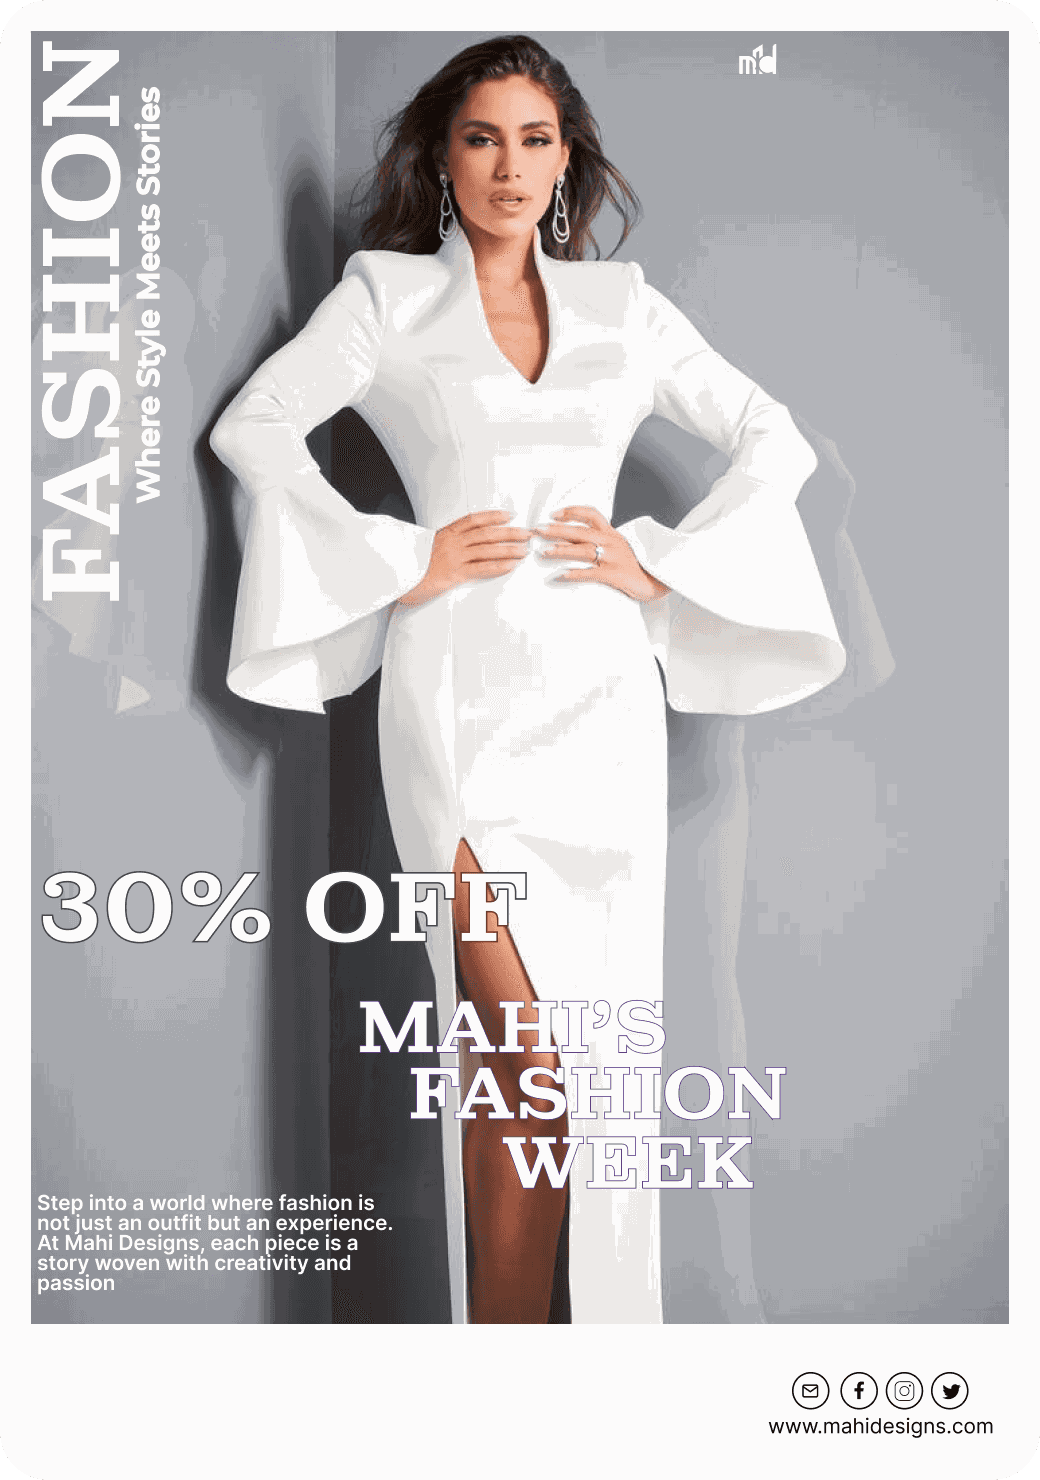 FASHION
Where Style Meets Stories
md
30% OFF
MAHI’S
FASHION
WEEK
Step into a world where fashion is
not just an outfit but an experience.
At Mahi Designs, each piece is a
story woven with creativity and
passion
www.mahidesigns.com